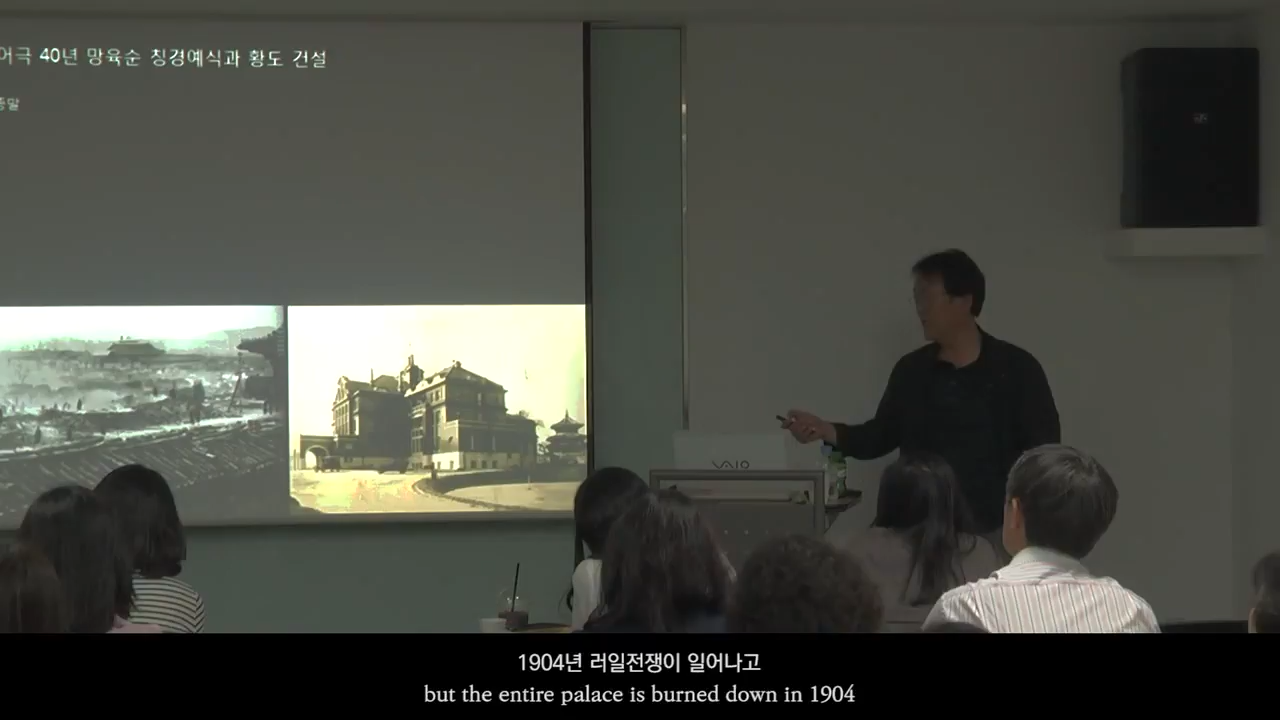 어극 40년 망육순 칭경예식과 황도 건설
종말
VAIO
1904년 러일전쟁이 일어나고
but the entire palace is burned down in 1904